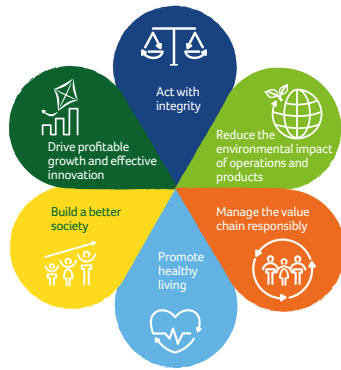 Act with
integrity
Reduce the
environmental impact
of operations and
products
Manage the value
chain responsibly
Promote
healthy
living
Build a better
society
Drive profitable
growth and effective
innovation